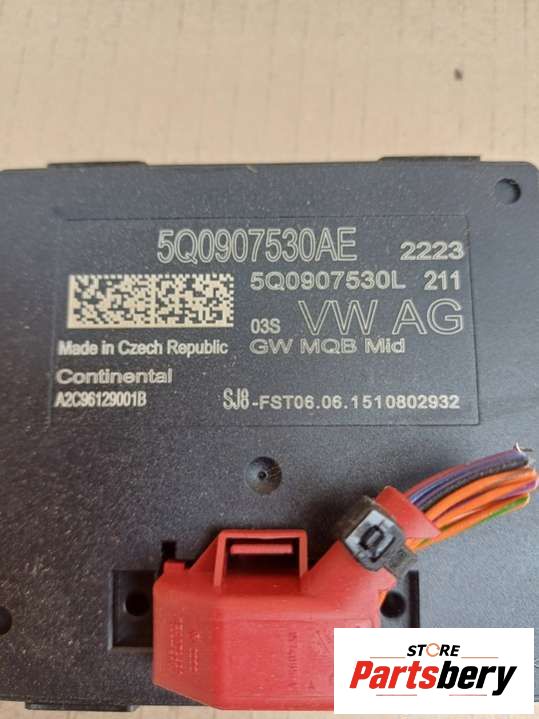 5Q0907530AE 2223
5Q0907530L 211
03S VW AG
Made in Czech Republic GW MQB Mid
Continental
A2C96129001B SJ8-FST06.06.1510802932
STORE
Partsbery